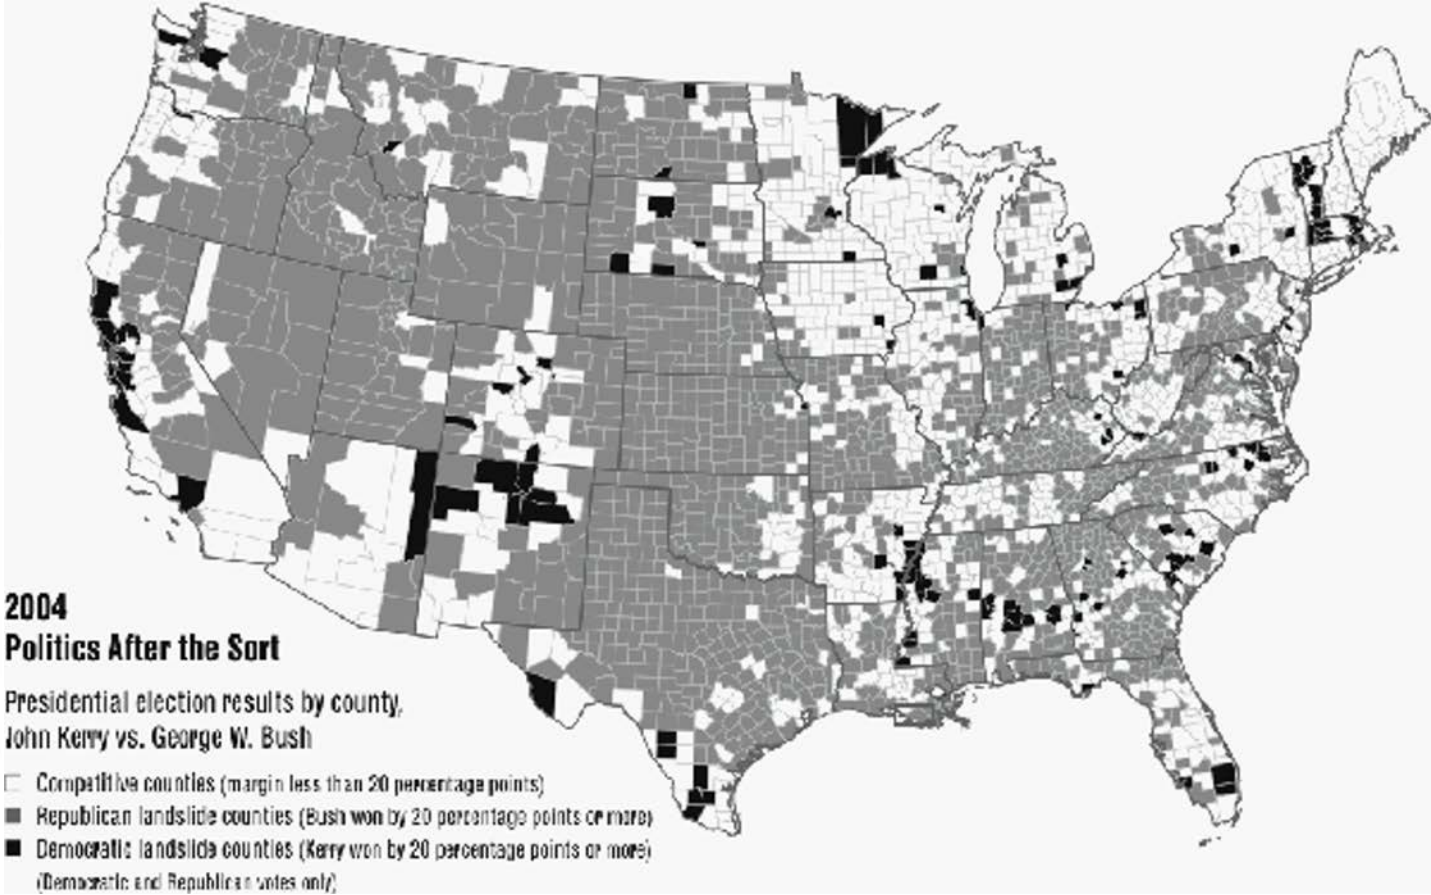 2004
Politics After the Sort
Presidential election results by county,
John Kerry vs. George W. Bush
Competitive counties (margin less than 20 percentage points)
Republican landslide counties (Bush won by 20 percentage points or more)
Democratic landslide counties (Kerry won by 20 percentage points or more)
(Democratic and Republican votes only)